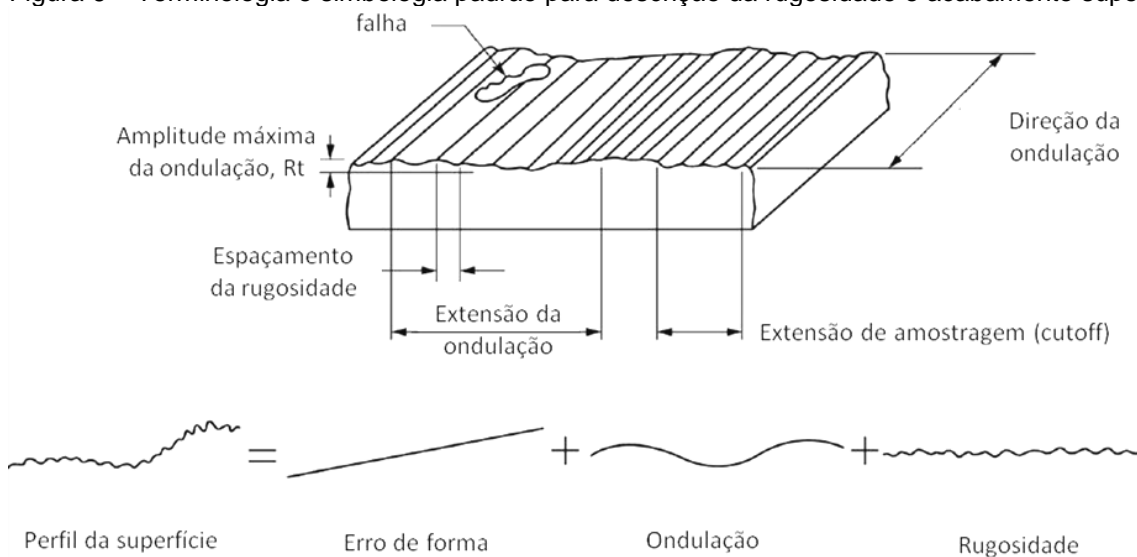 falha
Amplitude máxima
da ondulação, Rt
Direção da
ondulação
Espaçamento
da rugosidade
Extensão da
ondulação
Extensão de amostragem (cutoff)
= + +
Perfil da superfície Erro de forma Ondulação Rugosidade